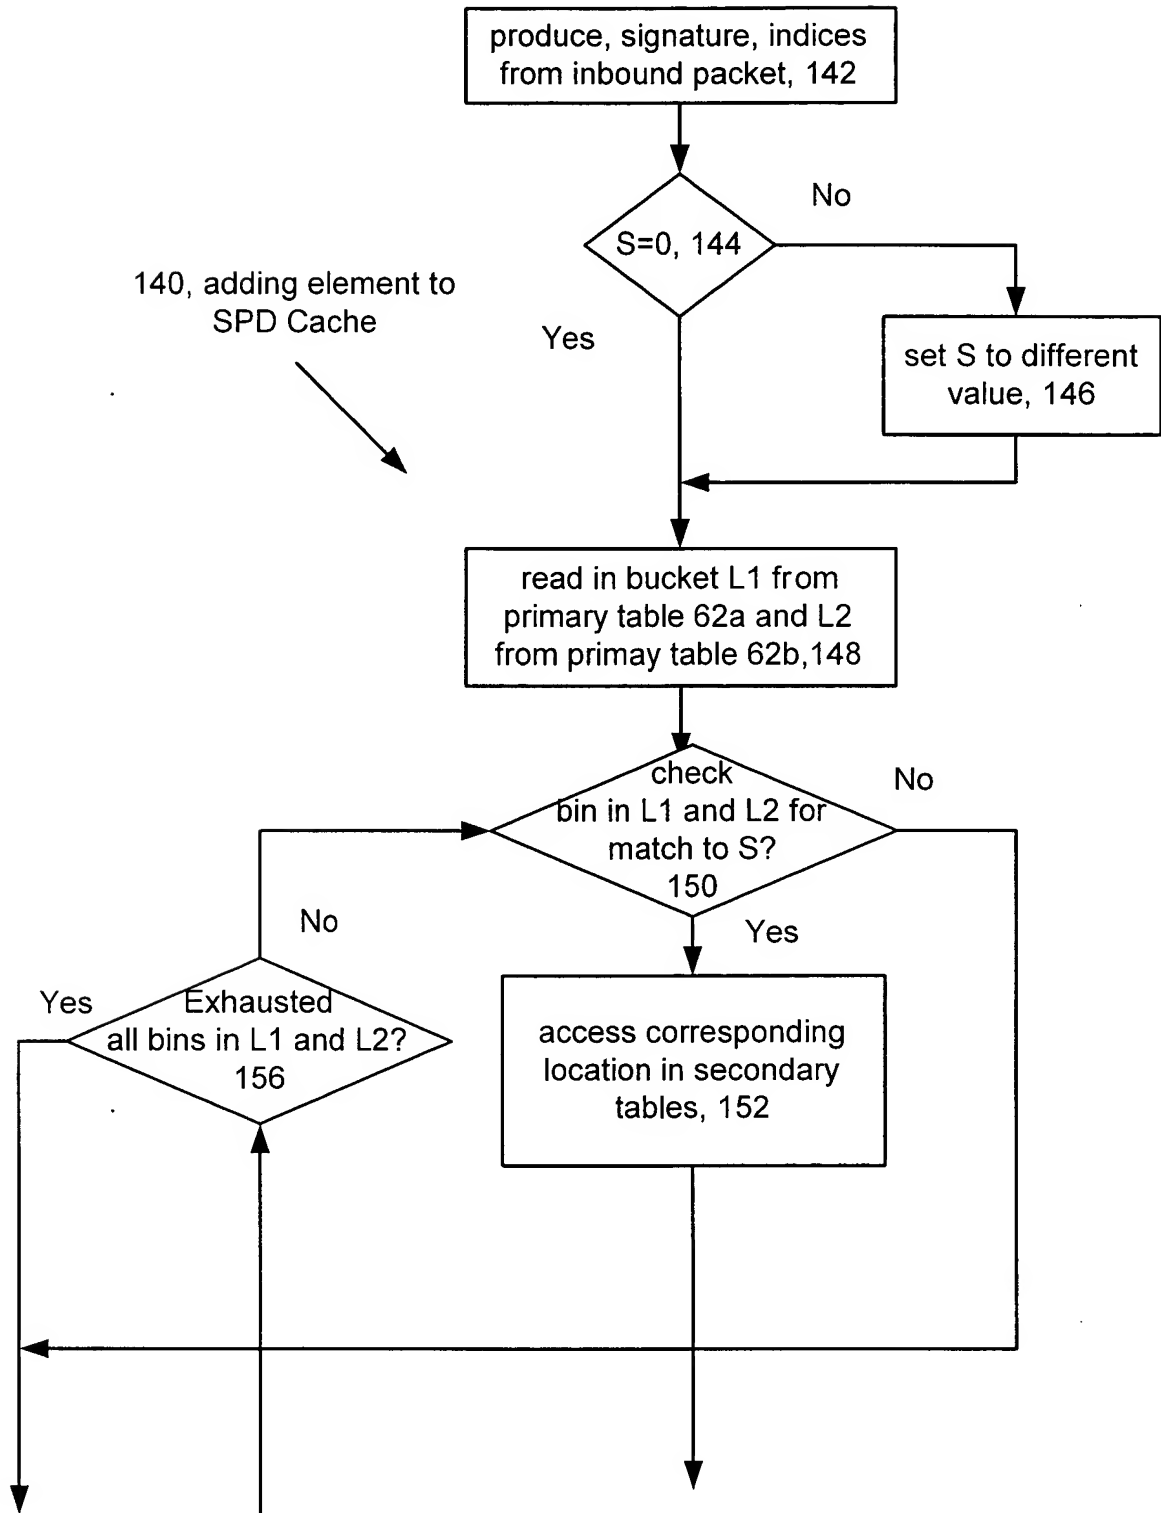 produce, signature, indices
from inbound packet, 142
No
S=0, 144
140, adding element to
SPD Cache
Yes
set S to different
value, 146
read in bucket L1 from
primary table 62a and L2
from primay table 62b,148
check
bin in L1 and L2 for
match to S?
150
No
No
Yes
Yes
Exhausted
all bins in L1 and L2?
156
access corresponding
location in secondary
tables, 152